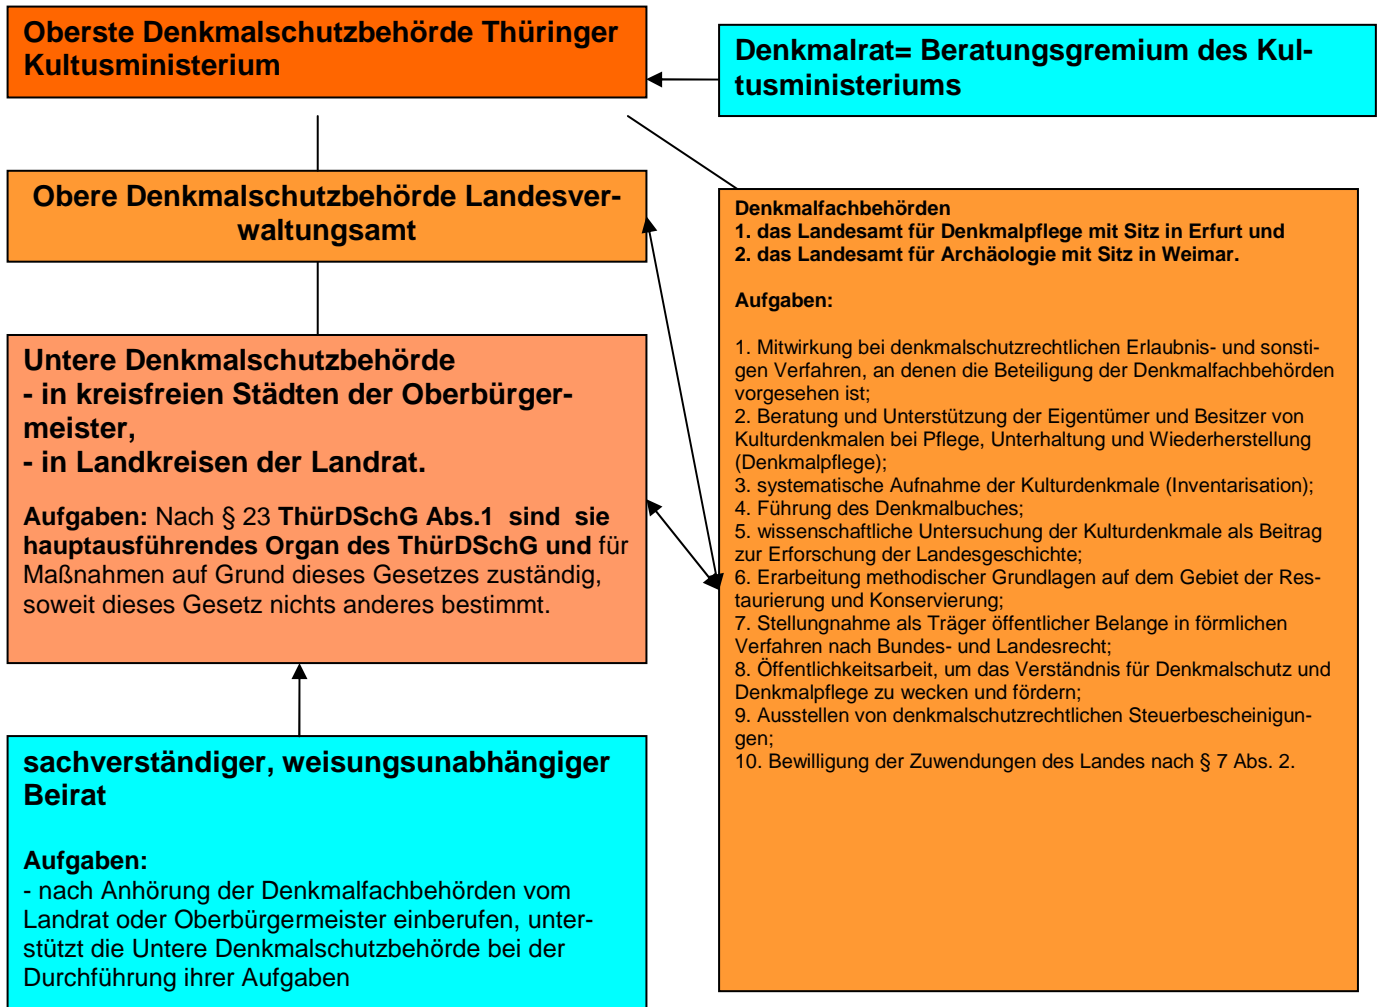 Oberste Denkmalschutzbehörde Thüringer
Kultusministerium
Denkmalrat= Beratungsgremium des Kul-
tusministeriums
Obere Denkmalschutzbehörde Landesver-
waltungsamt
Untere Denkmalschutzbehörde
- in kreisfreien Städten der Oberbürger-
meister,
- in Landkreisen der Landrat.
Aufgaben: Nach § 23 ThürDSchG Abs.1 sind sie
hauptausführendes Organ des ThürDSchG und für
Maßnahmen auf Grund dieses Gesetzes zuständig,
soweit dieses Gesetz nichts anderes bestimmt.
sachverständiger, weisungsunabhängiger
Beirat
Aufgaben:
- nach Anhörung der Denkmalfachbehörden vom
Landrat oder Oberbürgermeister einberufen, unter-
stützt die Untere Denkmalschutzbehörde bei der
Durchführung ihrer Aufgaben
Denkmalfachbehörden
1. das Landesamt für Denkmalpflege mit Sitz in Erfurt und
2. das Landesamt für Archäologie mit Sitz in Weimar.
Aufgaben:
1. Mitwirkung bei denkmalschutzrechtlichen Erlaubnis- und sonsti-
gen Verfahren, an denen die Beteiligung der Denkmalfachbehörden
vorgesehen ist;
2. Beratung und Unterstützung der Eigentümer und Besitzer von
Kulturdenkmalen bei Pflege, Unterhaltung und Wiederherstellung
(Denkmalpflege);
3. systematische Aufnahme der Kulturdenkmale (Inventarisation);
4. Führung des Denkmalbuches;
5. wissenschaftliche Untersuchung der Kulturdenkmale als Beitrag
zur Erforschung der Landesgeschichte;
6. Erarbeitung methodischer Grundlagen auf dem Gebiet der Res-
taurierung und Konservierung;
7. Stellungnahme als Träger öffentlicher Belange in förmlichen
Verfahren nach Bundes- und Landesrecht;
8. Öffentlichkeitsarbeit, um das Verständnis für Denkmalschutz und
Denkmalpflege zu wecken und fördern;
9. Ausstellen von denkmalschutzrechtlichen Steuerbescheinigun-
gen;
10. Bewilligung der Zuwendungen des Landes nach § 7 Abs. 2.